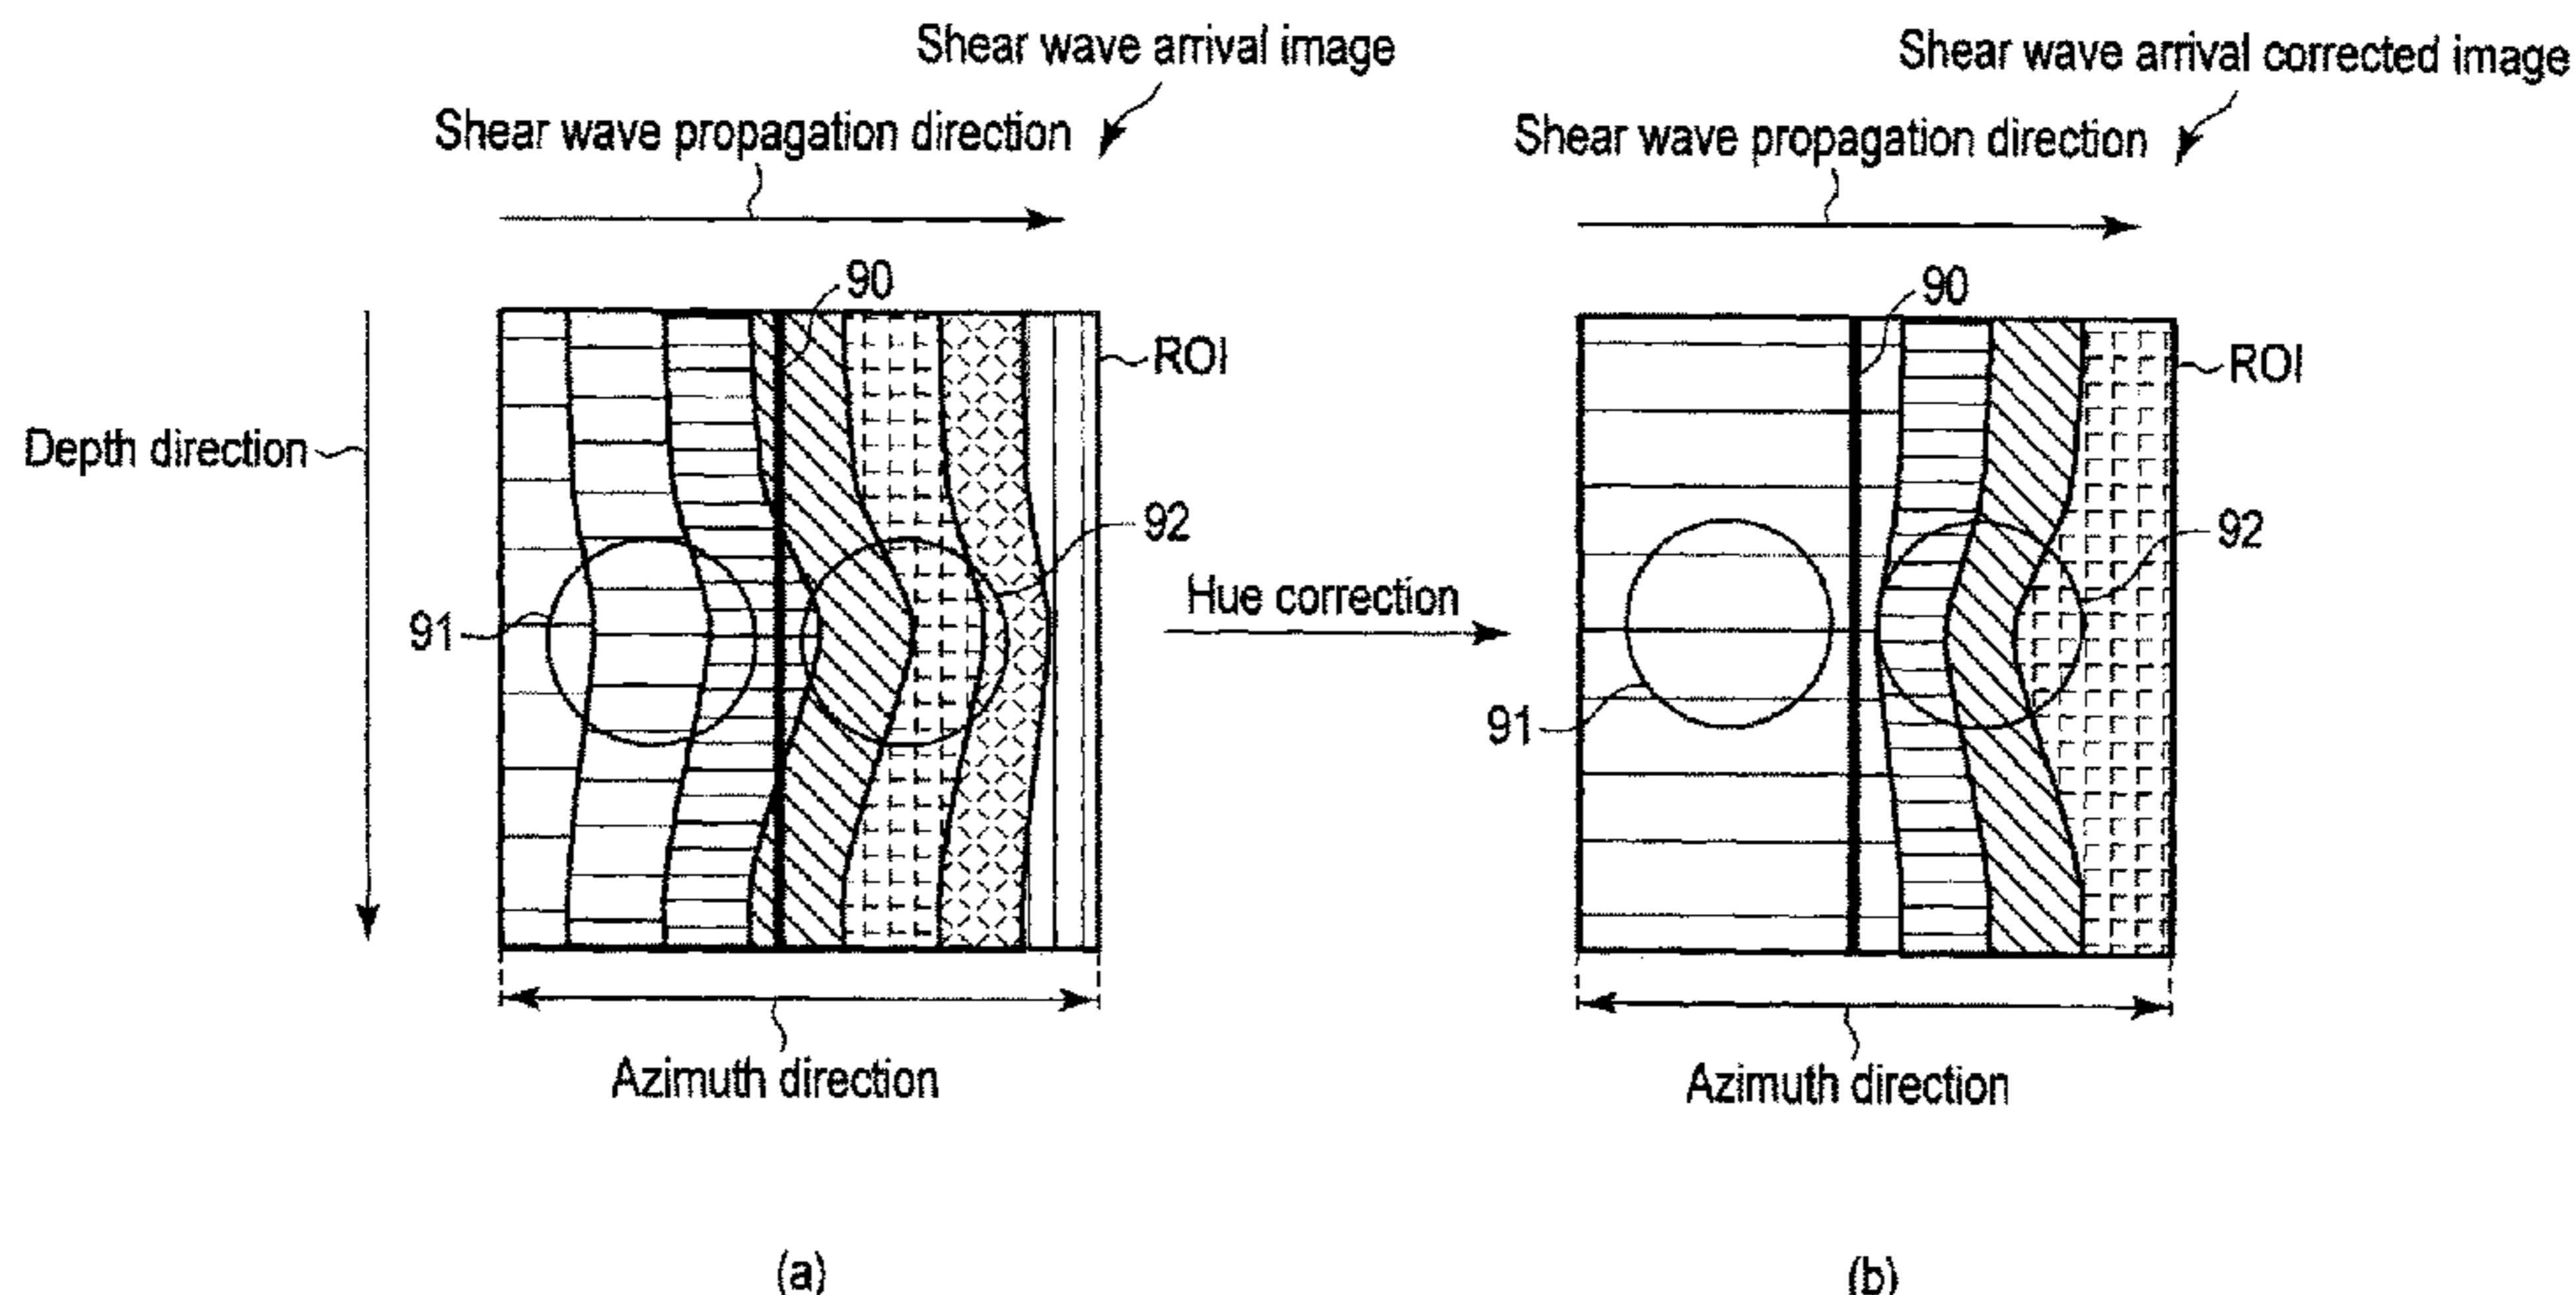 Shear wave arrival image
Shear wave propagation direction
90
ROI
Depth direction
92
91
Azimuth direction
(a)
Hue correction
Shear wave arrival corrected image
Shear wave propagation direction
90
ROI
92
91
Azimuth direction
(b)